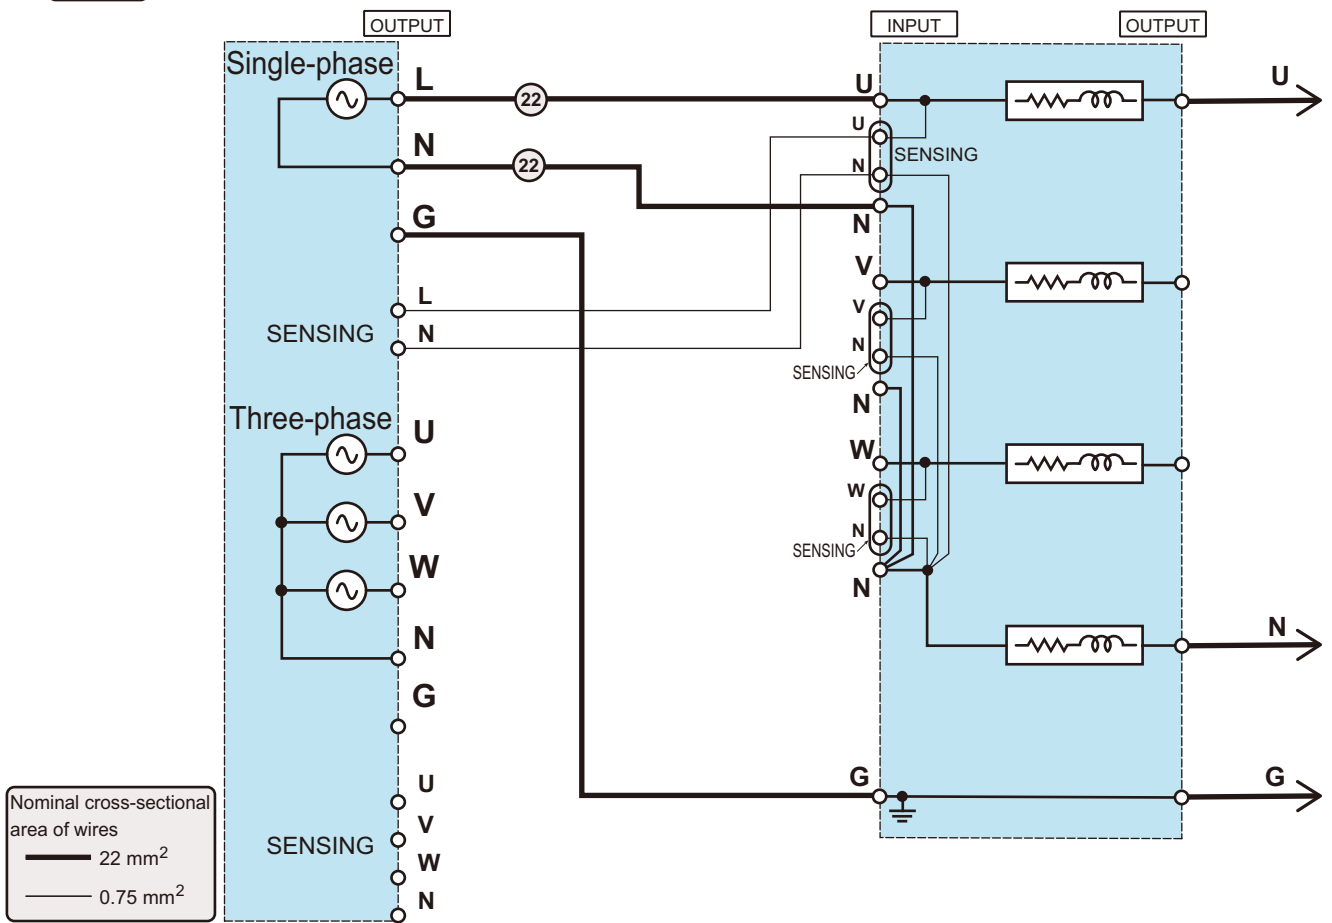 OUTPUT
INPUT
OUTPUT
Single-phase
L
22
U
U
U
SENSING
N
N
22
N
G
V
V
N
SENSING
N
L
SENSING
N
W
W
N
SENSING
N
Three-phase
U
V
W
N
N
G
G
G
U
V
SENSING
W
N
Nominal cross-sectional
area of wires
22 mm2
0.75 mm2